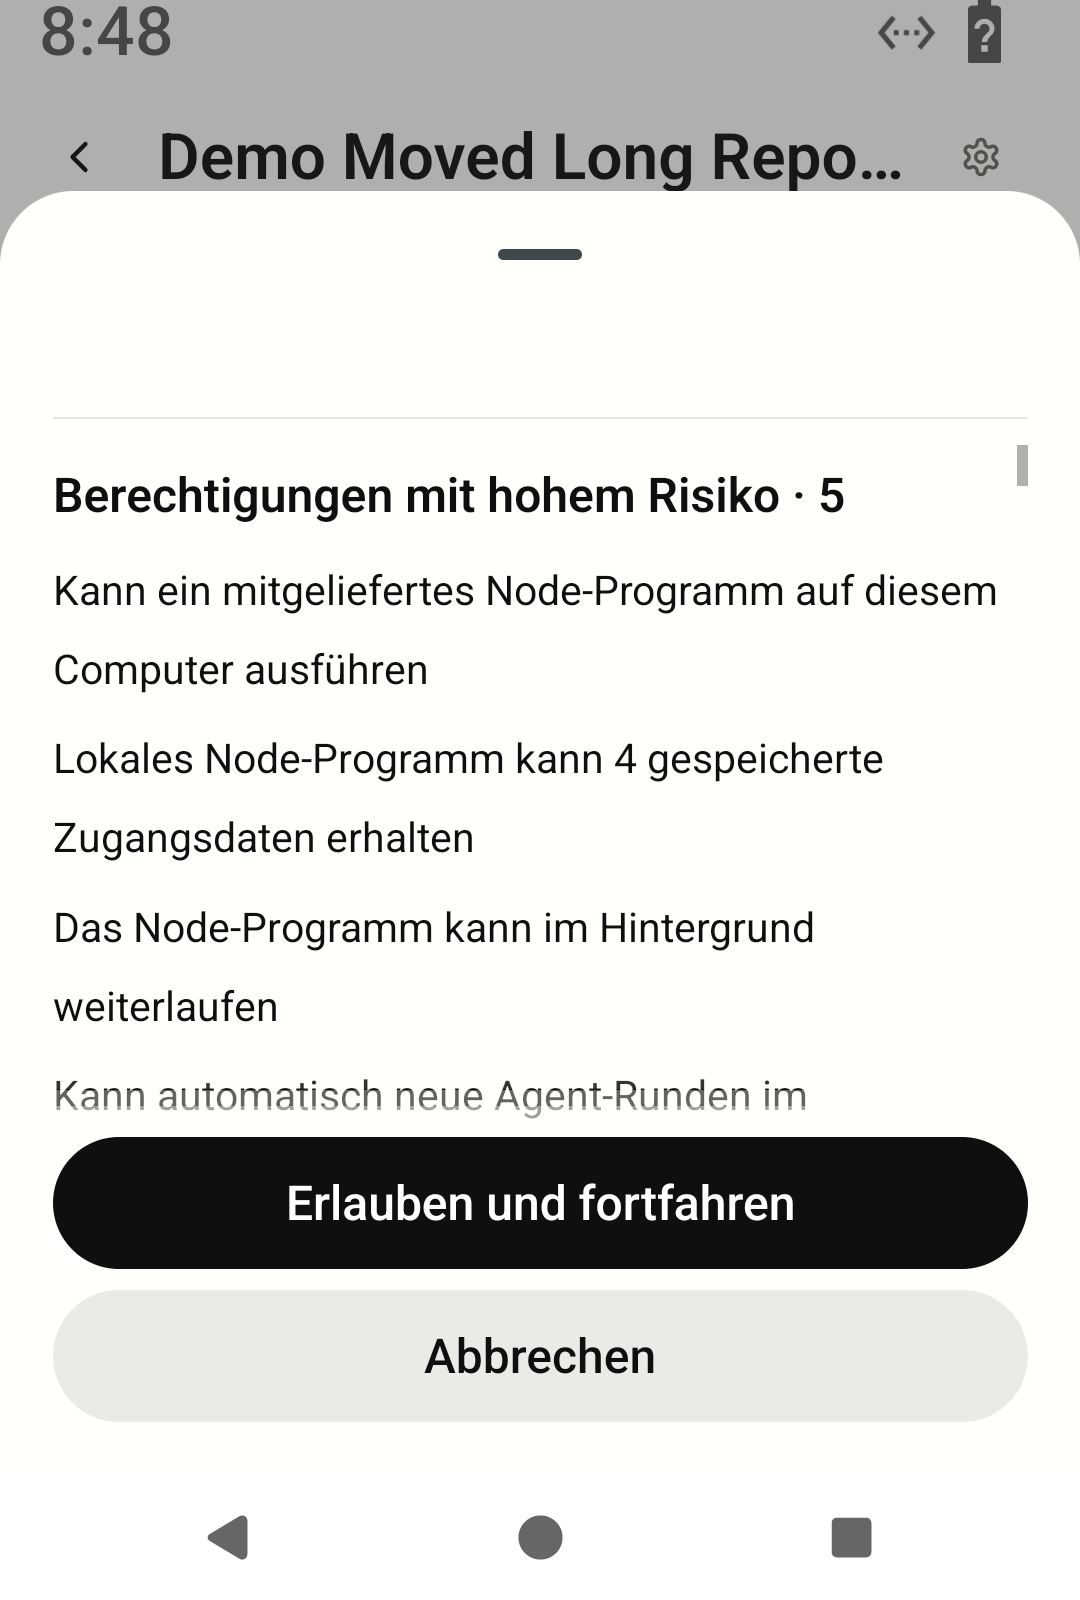 8:48
Demo Moved Long Repo…
Berechtigungen mit hohem Risiko · 5
Kann ein mitgeliefertes Node-Programm auf diesem
Computer ausführen
Lokales Node-Programm kann 4 gespeicherte
Zugangsdaten erhalten
Das Node-Programm kann im Hintergrund
weiterlaufen
Kann automatisch neue Agent-Runden im
Erlauben und fortfahren
Abbrechen